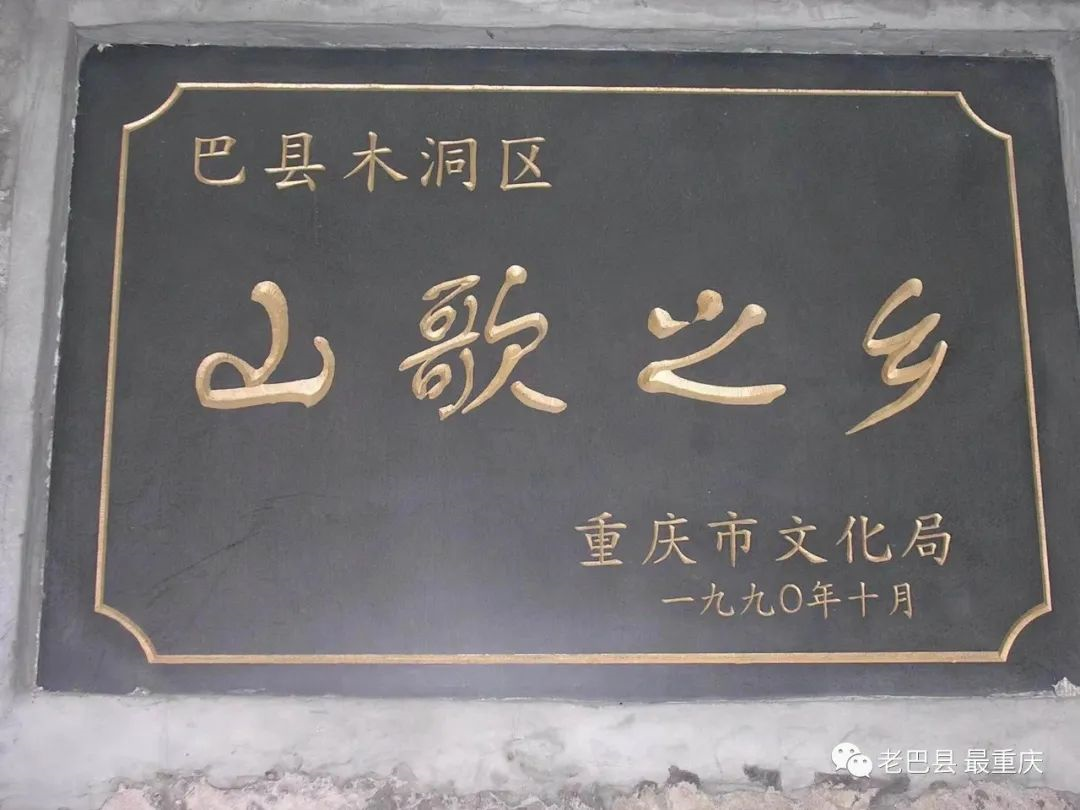 巴县木洞区
山歌之乡
重庆市文化局
一九九〇年十月
老巴县 最重庆